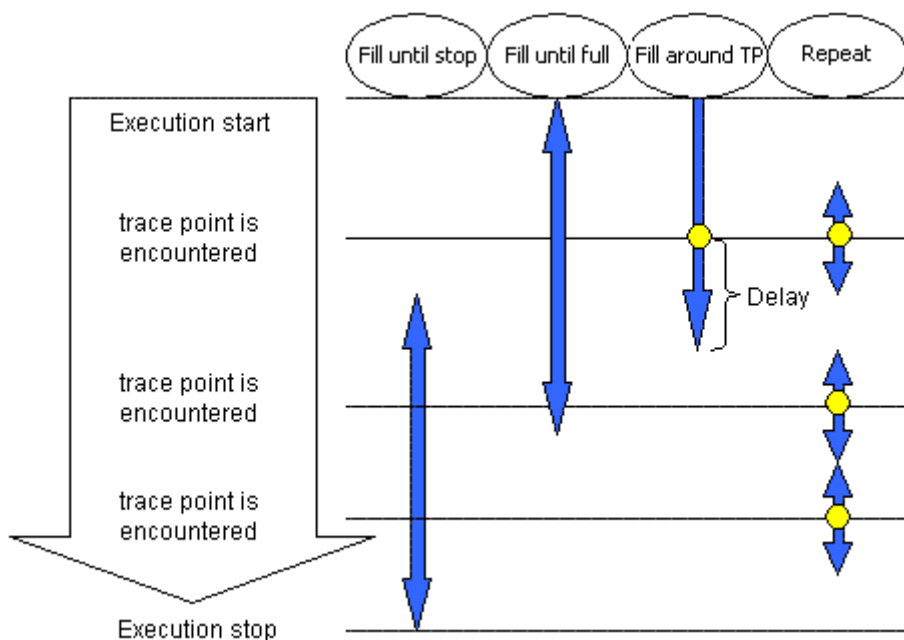 Fill until stop
Fill until full
Fill around TP
Repeat
Execution start
trace point is
encountered
Delay
trace point is
encountered
trace point is
encountered
Execution stop